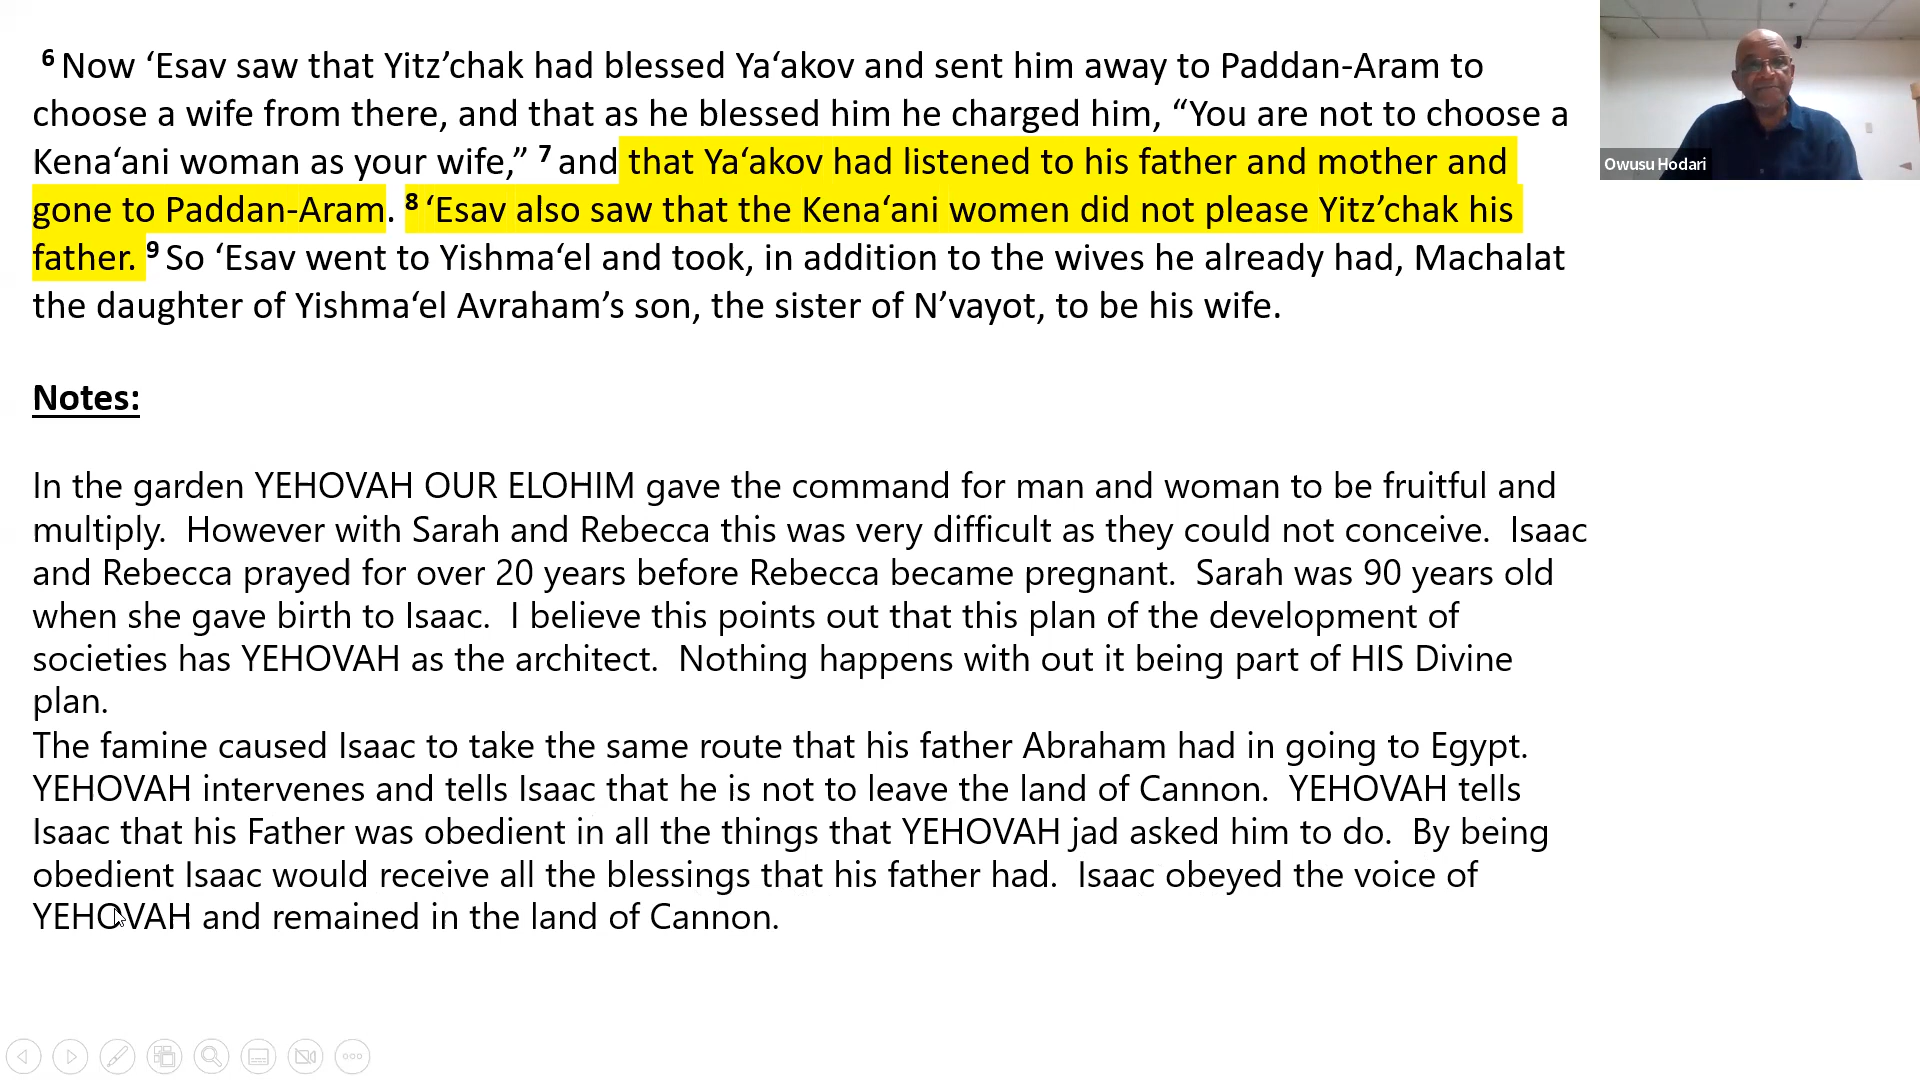 6 Now ‘Esav saw that Yitz’chak had blessed Ya‘akov and sent him away to Paddan-Aram to
choose a wife from there, and that as he blessed him he charged him, “You are not to choose a
Kena‘ani woman as your wife,” 7 and that Ya‘akov had listened to his father and mother and
gone to Paddan-Aram. 8 ‘Esav also saw that the Kena‘ani women did not please Yitz’chak his
father. 9 So ‘Esav went to Yishma‘el and took, in addition to the wives he already had, Machalat
the daughter of Yishma‘el Avraham’s son, the sister of N’vayot, to be his wife.
Owusu Hodari
Notes:
In the garden YEHOVAH OUR ELOHIM gave the command for man and woman to be fruitful and
multiply. However with Sarah and Rebecca this was very difficult as they could not conceive. Isaac
and Rebecca prayed for over 20 years before Rebecca became pregnant. Sarah was 90 years old
when she gave birth to Isaac. I believe this points out that this plan of the development of
societies has YEHOVAH as the architect. Nothing happens with out it being part of HIS Divine
plan.
The famine caused Isaac to take the same route that his father Abraham had in going to Egypt.
YEHOVAH intervenes and tells Isaac that he is not to leave the land of Cannon. YEHOVAH tells
Isaac that his Father was obedient in all the things that YEHOVAH jad asked him to do. By being
obedient Isaac would receive all the blessings that his father had. Isaac obeyed the voice of
YEHOVAH and remained in the land of Cannon.